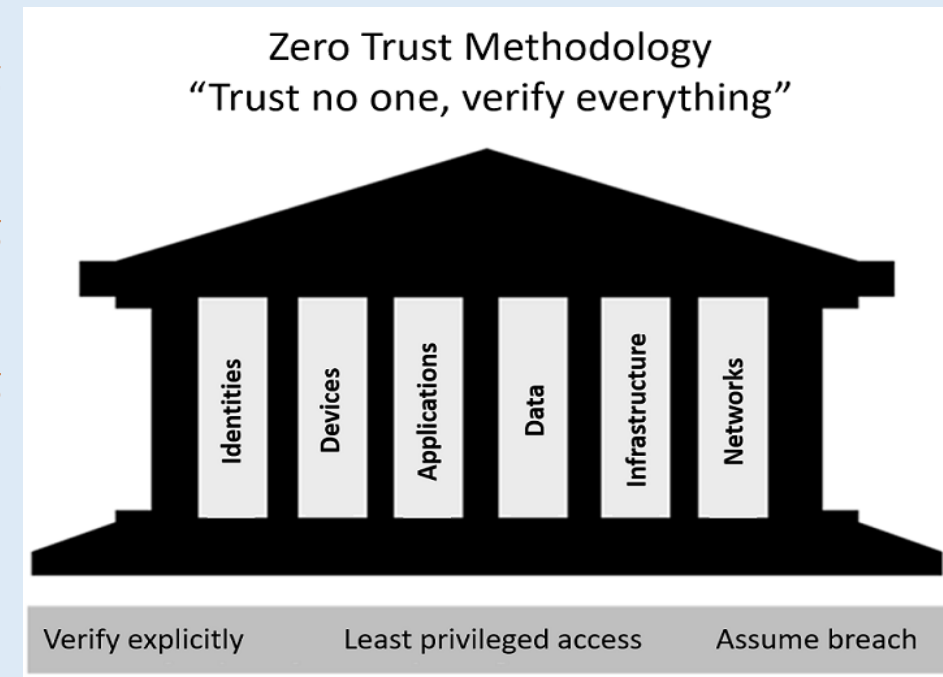 Zero Trust Methodology
“Trust no one, verify everything”
Identities
Devices
Applications
Data
Infrastructure
Networks
Verify explicitly
Least privileged access
Assume breach